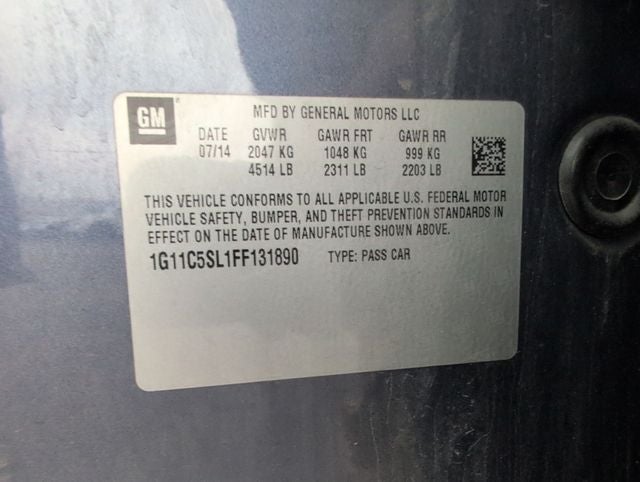 GM
MFD BY GENERAL MOTORS LLC
DATE GVWR GAWR FRT GAWR RR
07/14 2047 KG 1048 KG 999 KG
4514 LB 2311 LB 2203 LB
THIS VEHICLE CONFORMS TO ALL APPLICABLE U.S. FEDERAL MOTOR
VEHICLE SAFETY, BUMPER, AND THEFT PREVENTION STANDARDS IN
EFFECT ON THE DATE OF MANUFACTURE SHOWN ABOVE.
1G11C5SL1FF131890 TYPE: PASS CAR